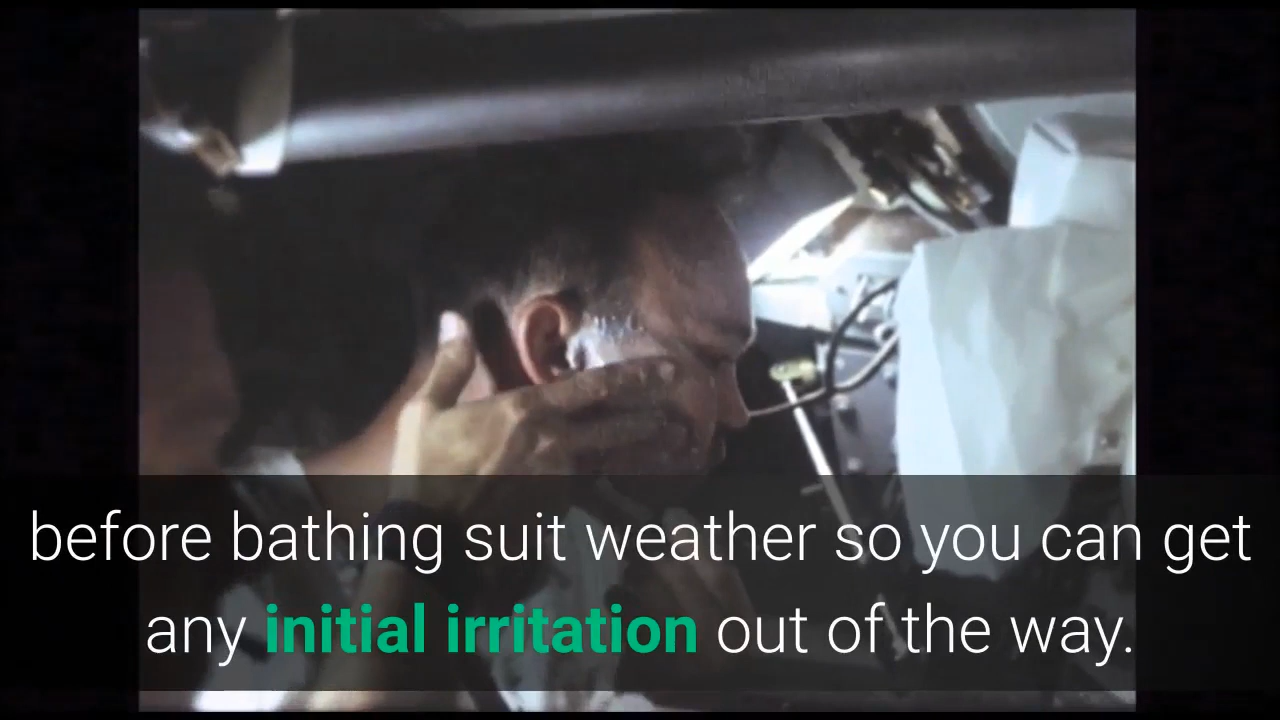 before bathing suit weather so you can get
any initial irritation out of the way.